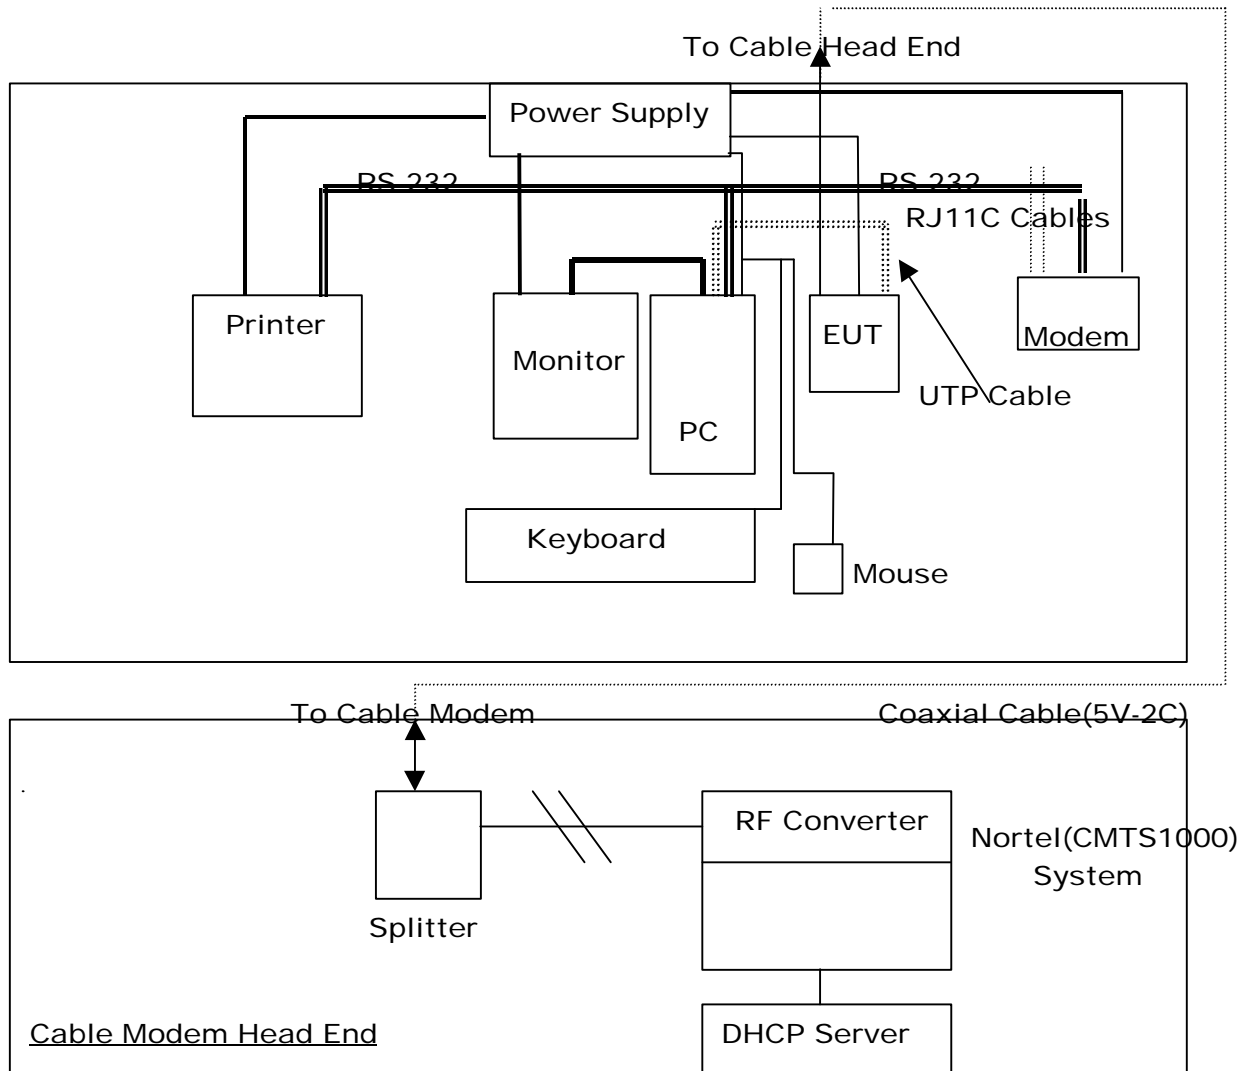 To Cable Head End
Power Supply
RS-232
RS-232
RJ11C Cables
Printer
Monitor
PC
EUT
Modem
UTP Cable
Keyboard
Mouse
To Cable Modem
Coaxial Cable(5V-2C)
RF Converter
Nortel(CMTS1000)
System
Splitter
Cable Modem Head End
DHCP Server